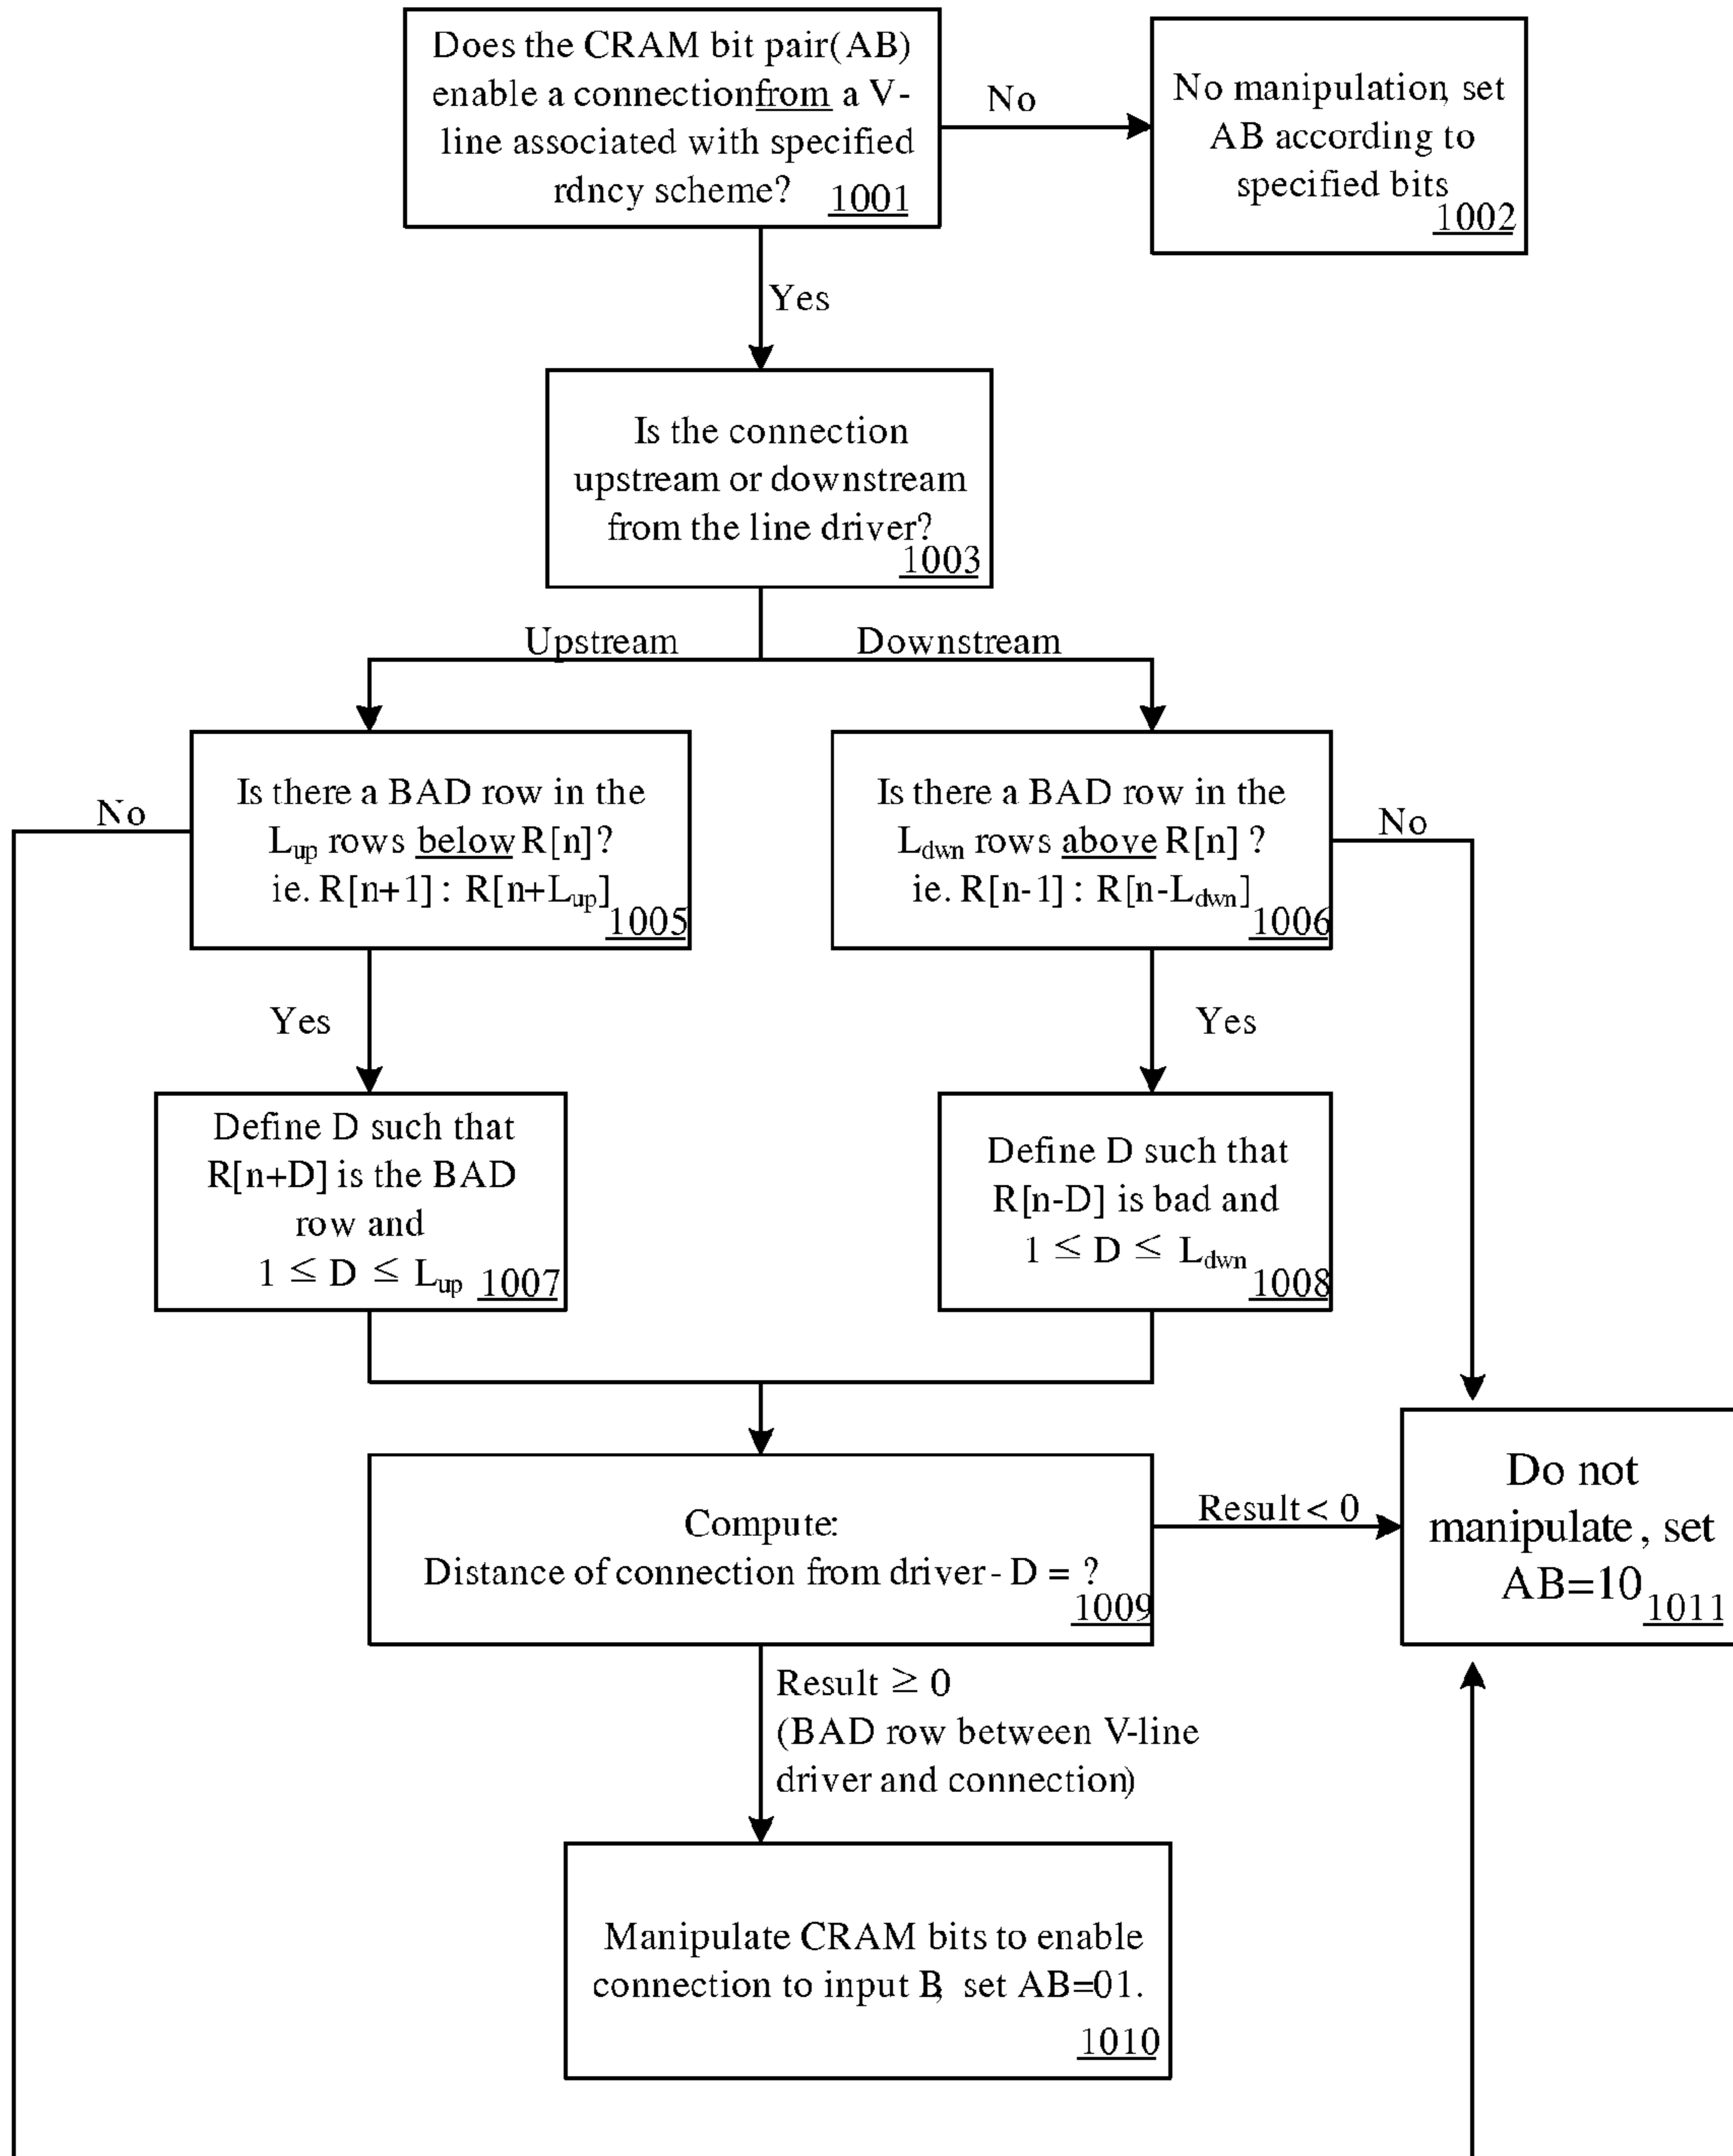 Does the CRAM bit pair(AB)
enable a connectionfrom a V-
line associated with specified
rdncy scheme?
1001
No
No manipulation, set
AB according to
specified bits
1002
Yes
Is the connection
upstream or downstream
from the line driver?
1003
Upstream
Downstream
No
Is there a BAD row in the
Lup rows below R[n]?
ie. R[n+1] : R[n+Lup]
1005
Is there a BAD row in the
Ldwn rows above R[n] ?
ie. R[n-1] : R[n-Ldwn]
1006
No
Yes
Yes
Define D such that
R[n+D] is the BAD
row and
1 ≤ D ≤ Lup
1007
Define D such that
R[n-D] is bad and
1 ≤ D ≤ Ldwn
1008
Compute:
Distance of connection from driver - D = ?
1009
Result < 0
Do not
manipulate, set
AB=10
1011
Result ≥ 0
(BAD row between V-line
driver and connection)
Manipulate CRAM bits to enable
connection to input B, set AB=01.
1010